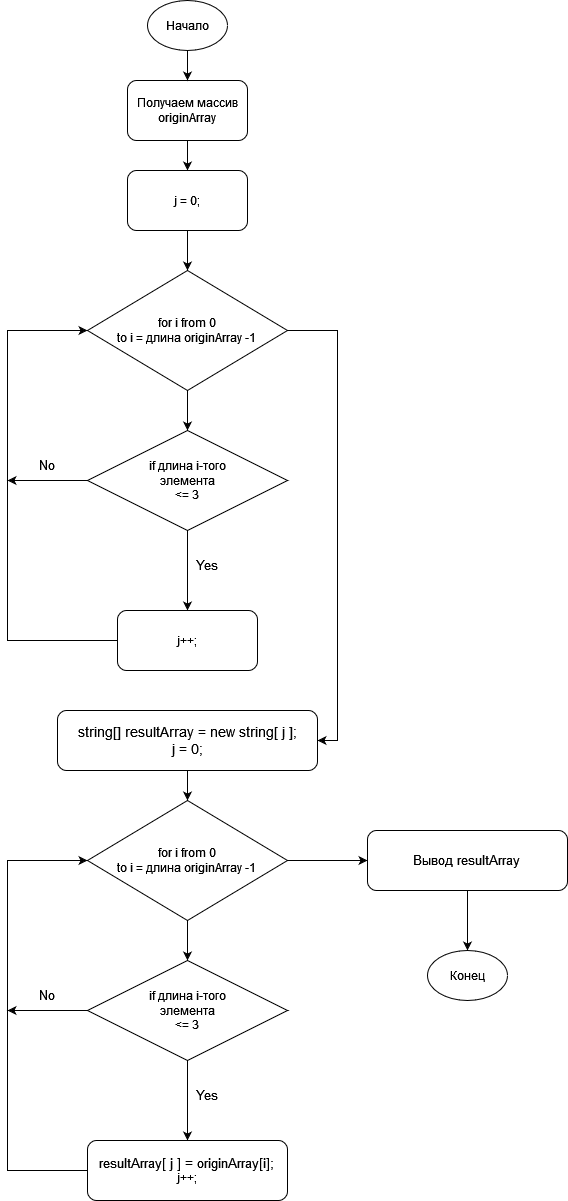 Начало
Получаем массив
originArray
j = 0;
for i from 0
to i = длина originArray -1
if длина i-того
элемента
<= 3
No
Yes
j++;
string[] resultArray = new string[ j ];
j = 0;
for i from 0
to i = длина originArray -1
Вывод resultArray
Конец
if длина i-того
элемента
<= 3
No
Yes
resultArray[ j ] = originArray[i];
j++;